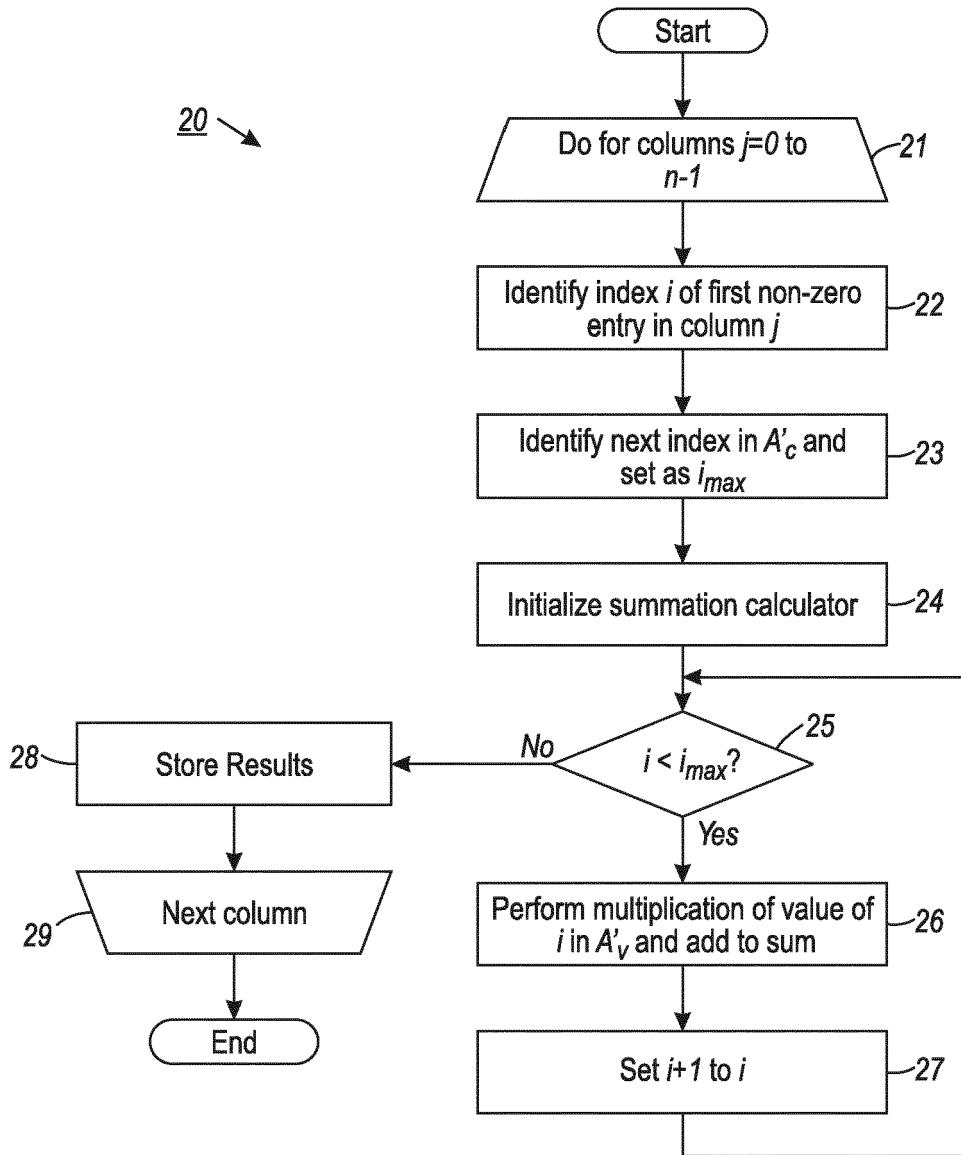 Start
20
Do for columns j=0 to
n-1
21
Identify index i of first non-zero
entry in column j
22
Identify next index in A'c and
set as imax
23
Initialize summation calculator
24
25
i < imax?
No
Yes
28
Store Results
29
Next column
End
Perform multiplication of value of
i in A'v and add to sum
26
Set i+1 to i
27